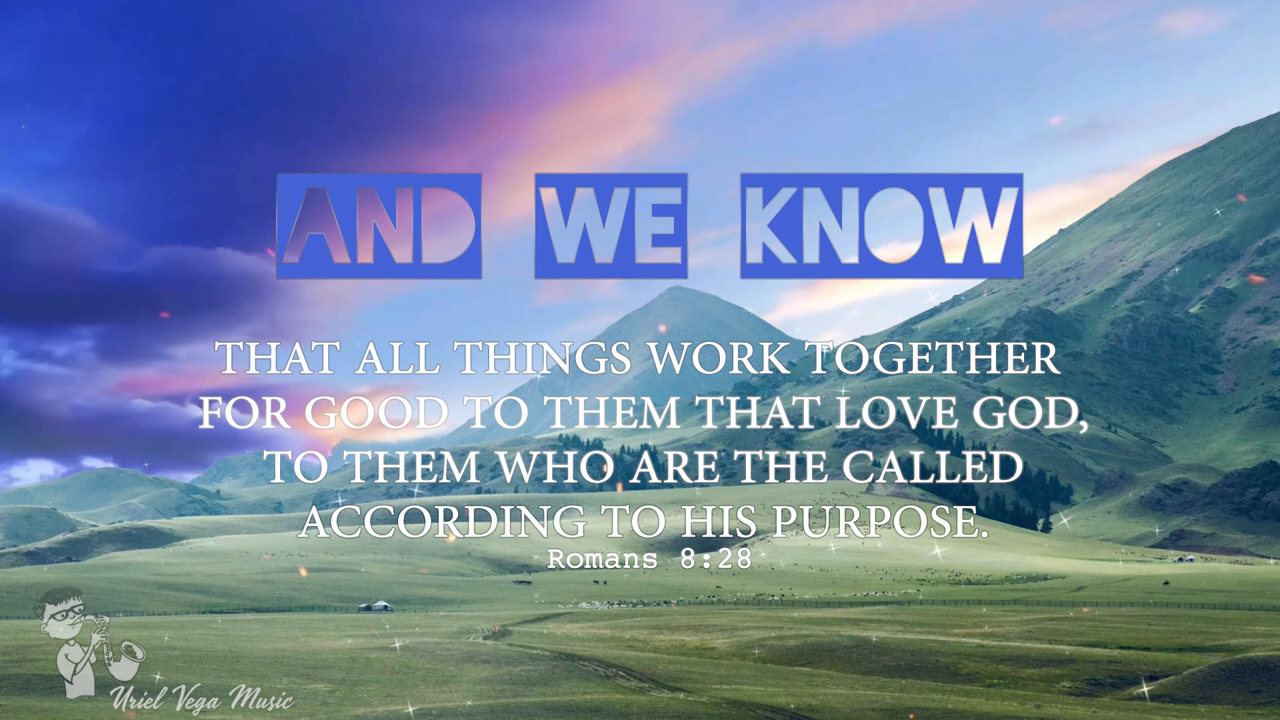 AND WE KNOW
THAT ALL THINGS WORK TOGETHER
FOR GOOD TO THEM THAT LOVE GOD,
TO THEM WHO ARE THE CALLED
ACCORDING TO HIS PURPOSE.
Romans 8:28
Uriel Vega Music